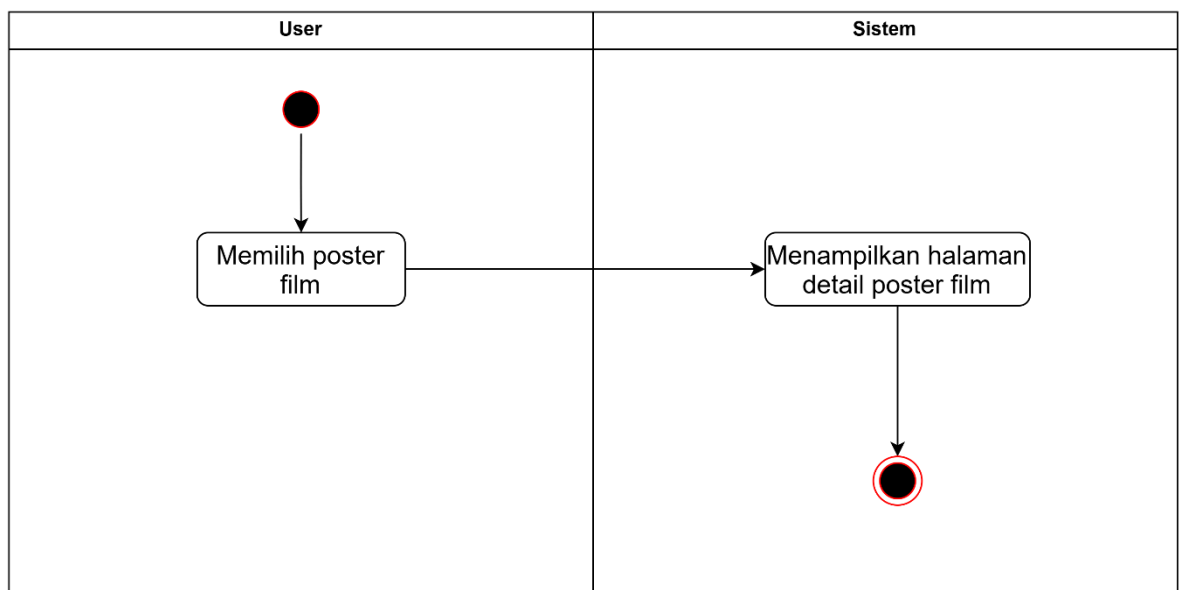 User
Sistem
Memilih poster
film
Menampilkan halaman
detail poster film